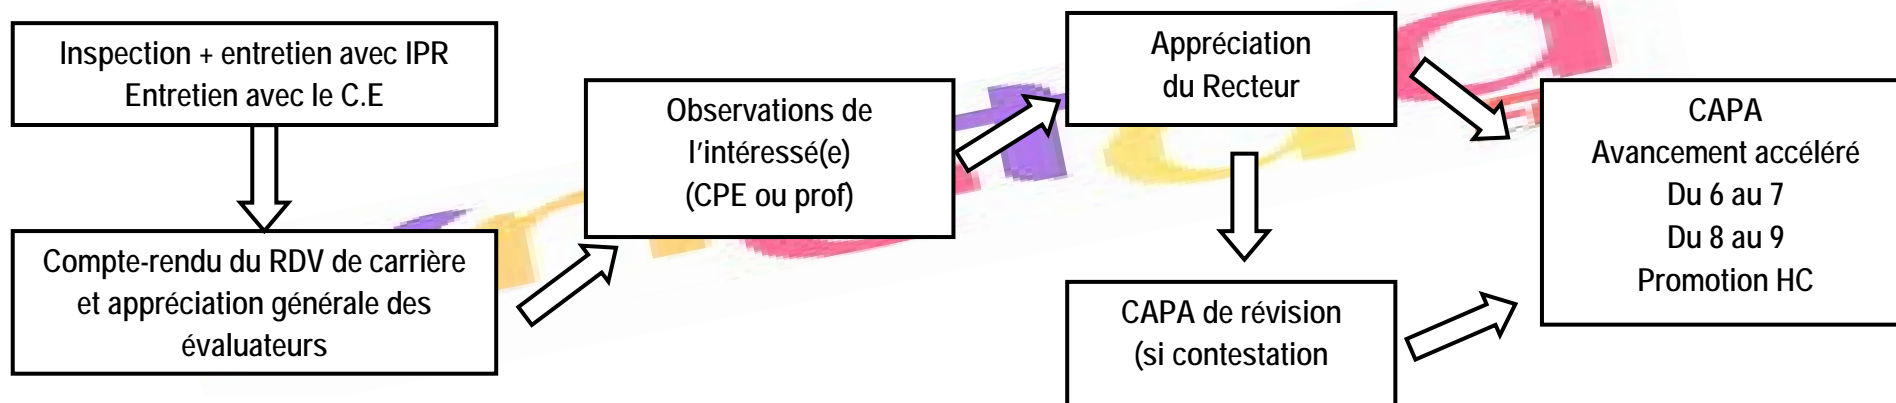 Inspection + entretien avec IPR
Entretien avec le C.E
Compte-rendu du RDV de carrière
et appréciation générale des
évaluateurs
Observations de
l'intéressé(e)
(CPE ou prof)
Appréciation
du Recteur
CAPA de révision
(si contestation
CAPA
Avancement accéléré
Du 6 au 7
Du 8 au 9
Promotion HC